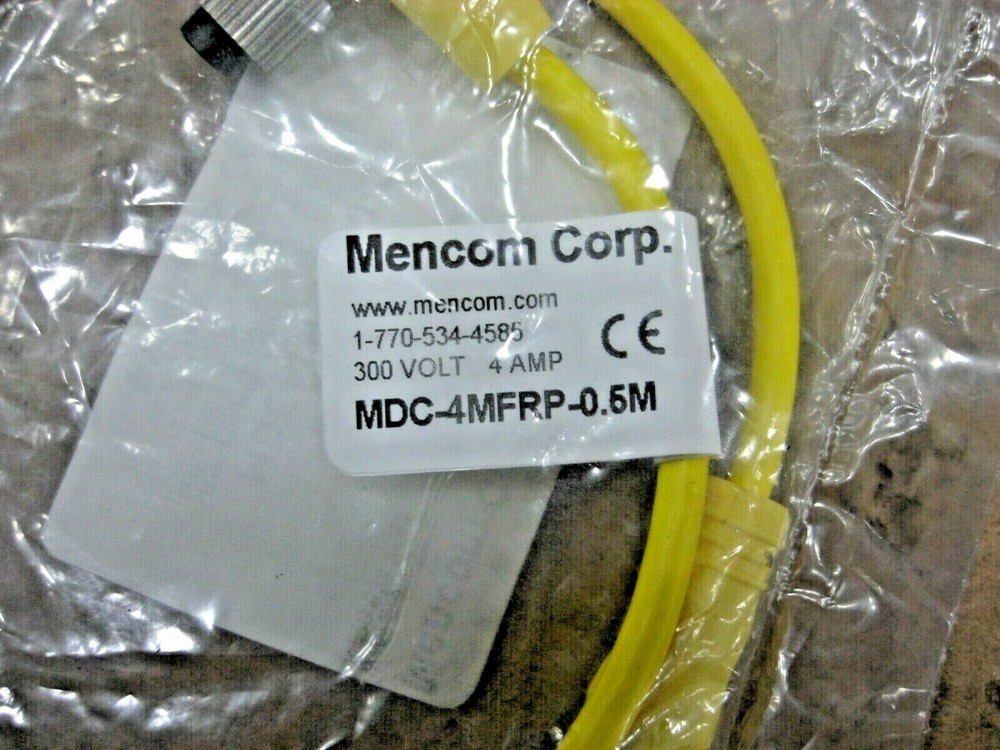 Mencom Corp.
www.mencom.com
1-770-534-4585
300 VOLT 4 AMP
CE
MDC-4MFRP-0.5M